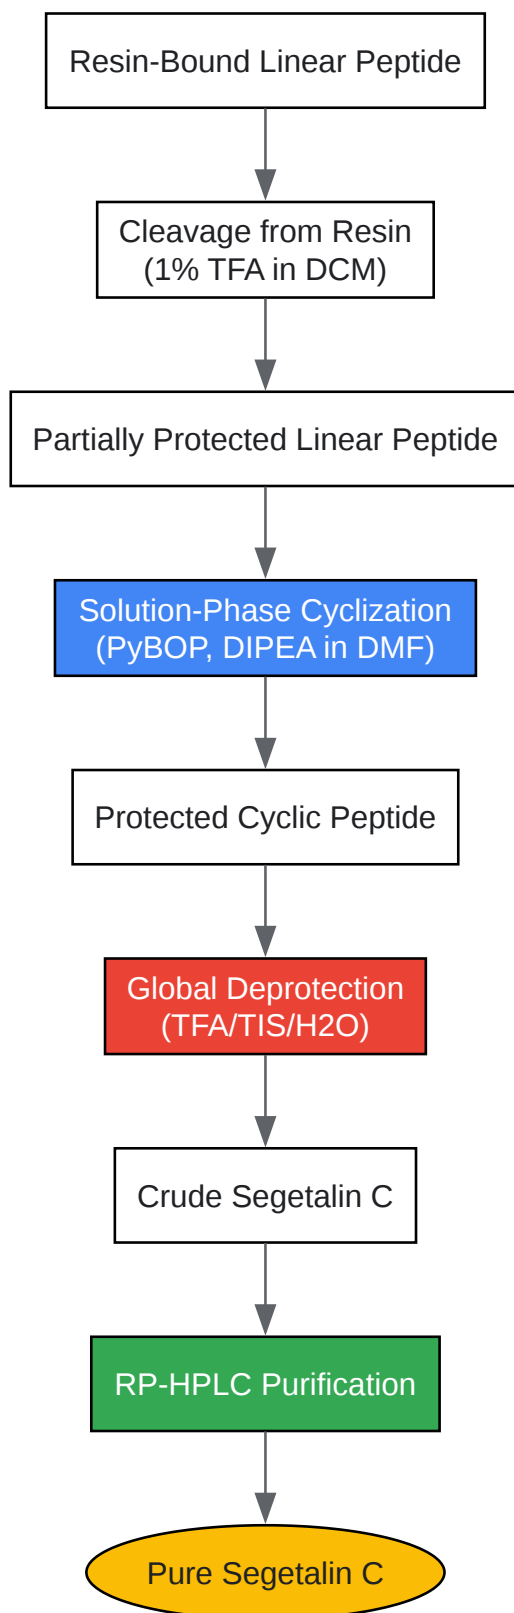 Resin-Bound Linear Peptide
Cleavage from Resin
(1% TFA in DCM)
Partially Protected Linear Peptide
Solution-Phase Cyclization
(PyBOP, DIPEA in DMF)
Protected Cyclic Peptide
Global Deprotection
(TFA/TIS/H2O)
Crude Segetalin C
RP-HPLC Purification
Pure Segetalin C